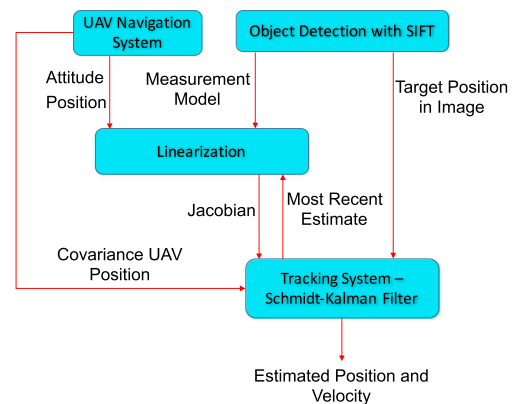 UAV Navigation
System
Object Detection with SIFT
Attitude
Position
Measurement
Model
Target Position
in Image
Linearization
Jacobian
Most Recent
Estimate
Covariance UAV
Position
Tracking System –
Schmidt-Kalman Filter
Estimated Position and
Velocity